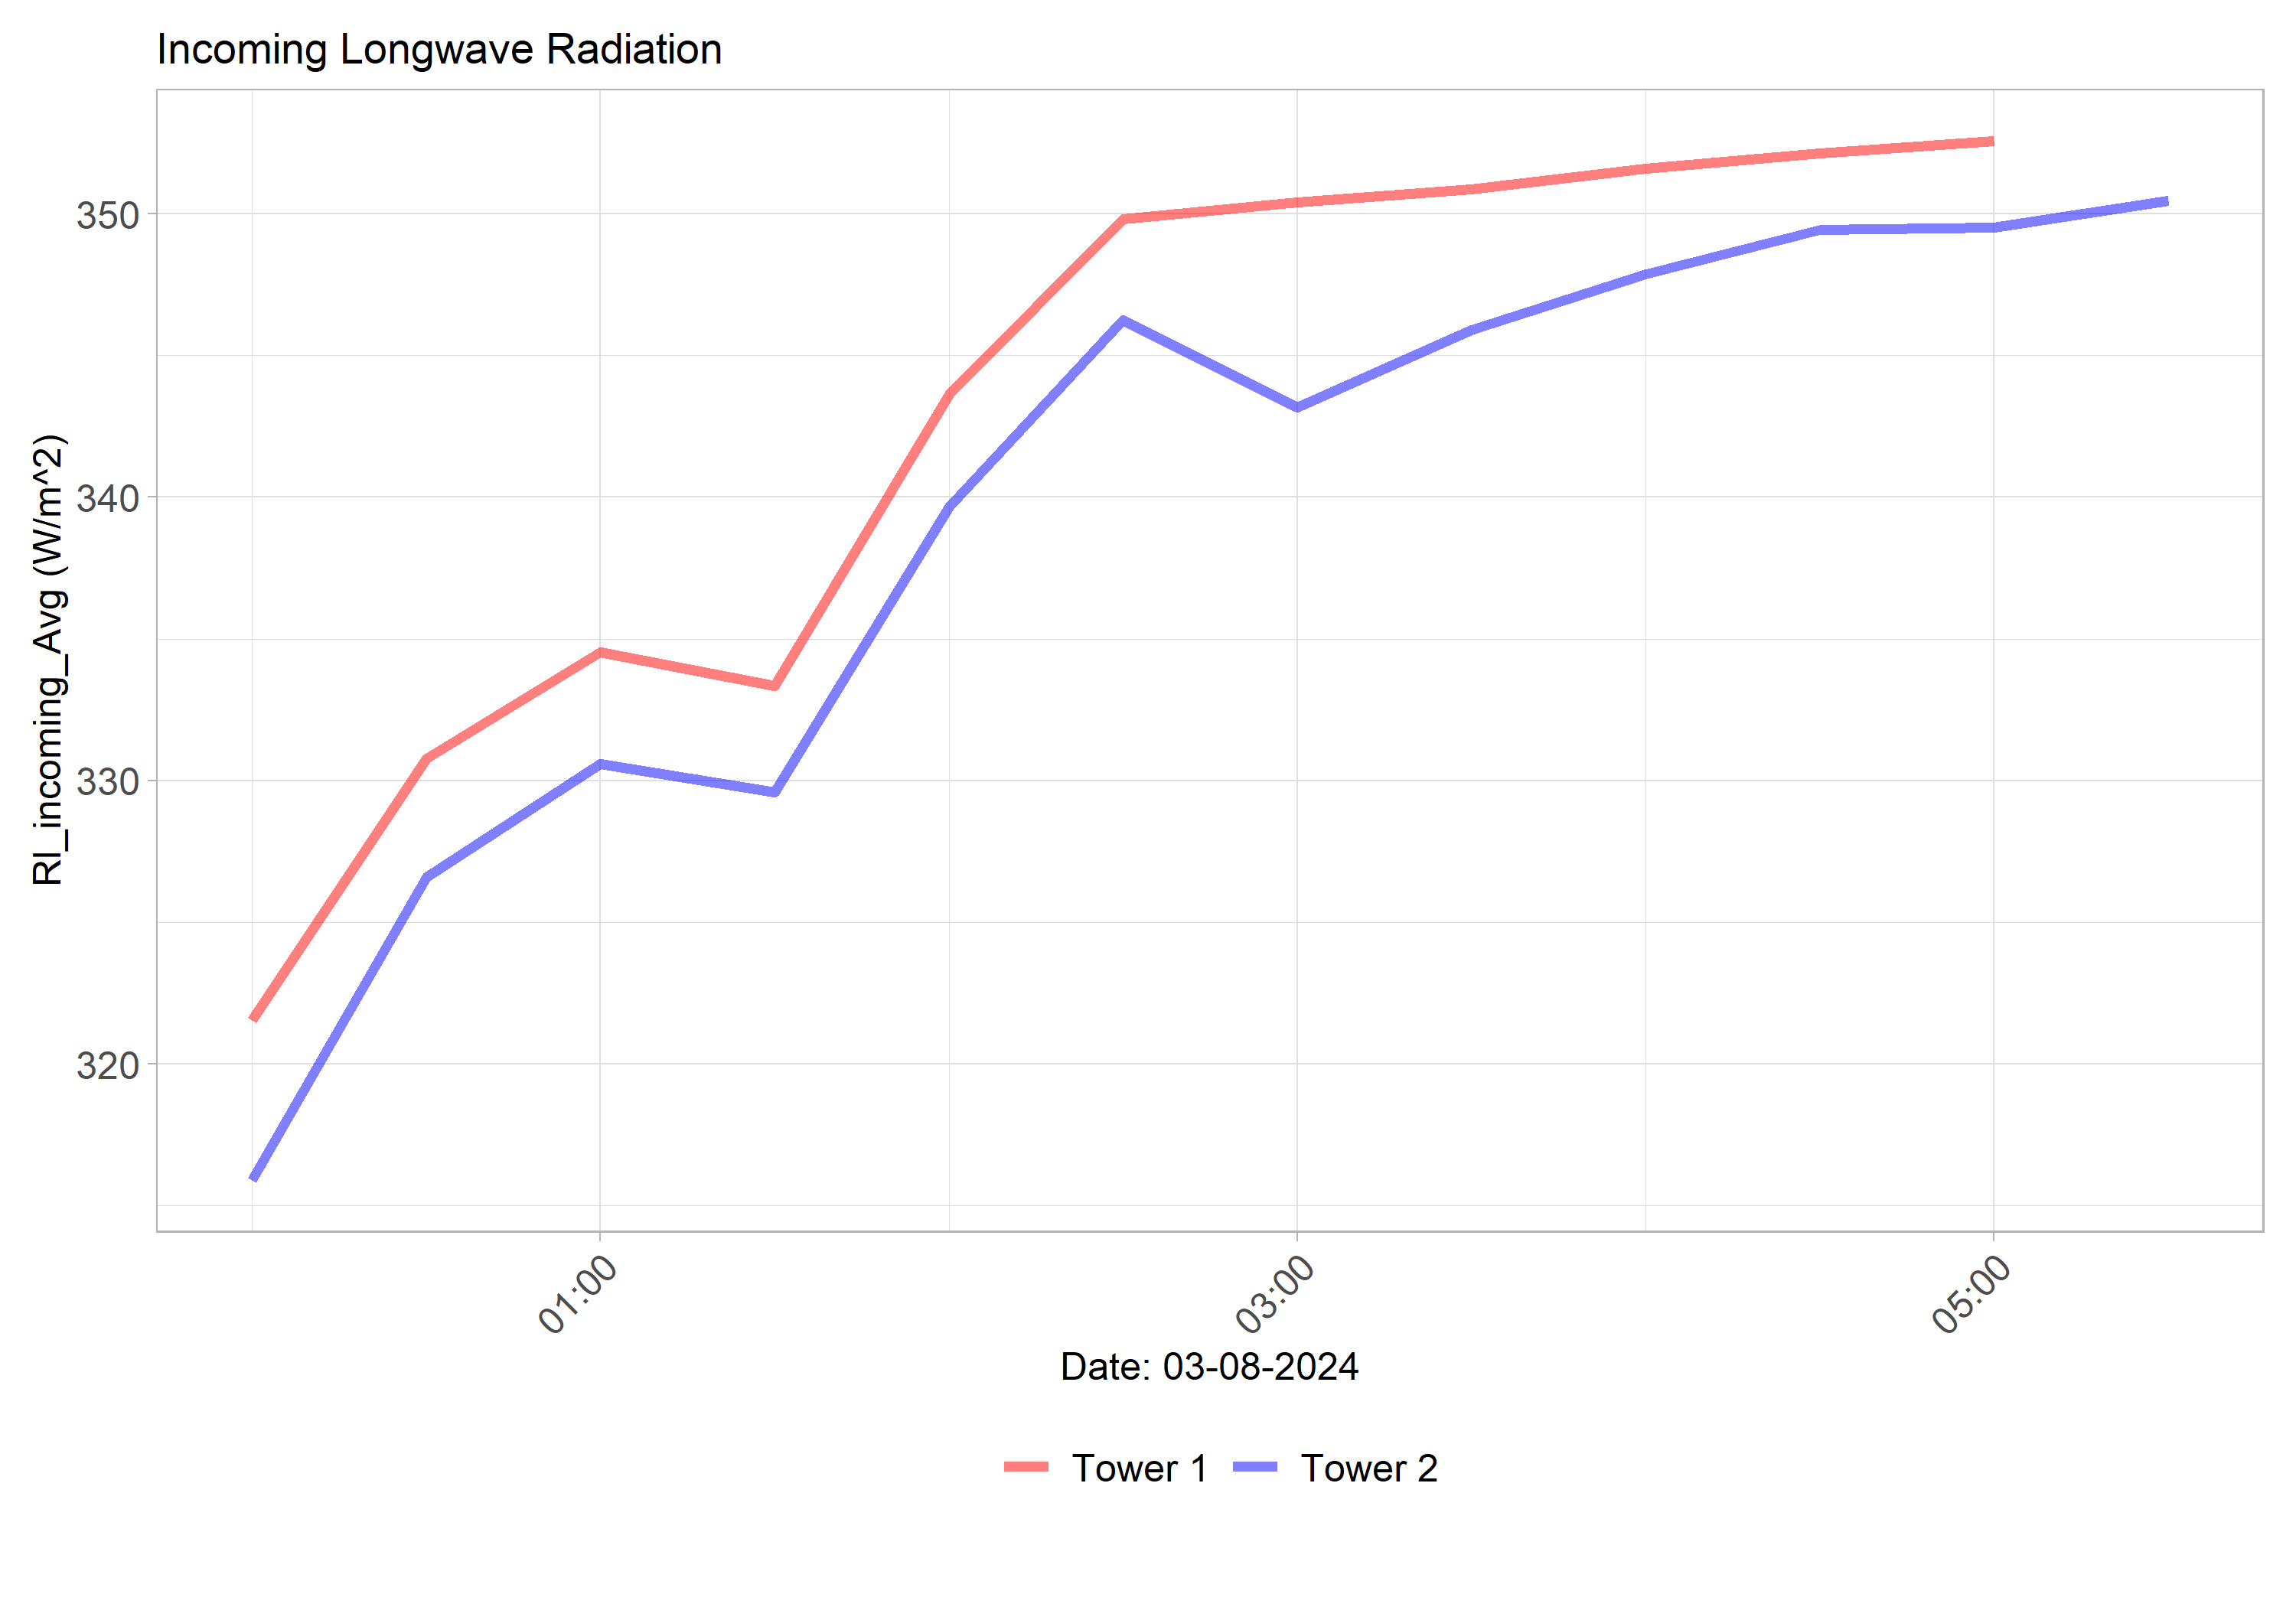 Incoming Longwave Radiation
Rl_incoming_Avg (W/m^2)
350
340
330
320
01:00
03:00
05:00
Date: 03-08-2024
Tower 1
Tower 2